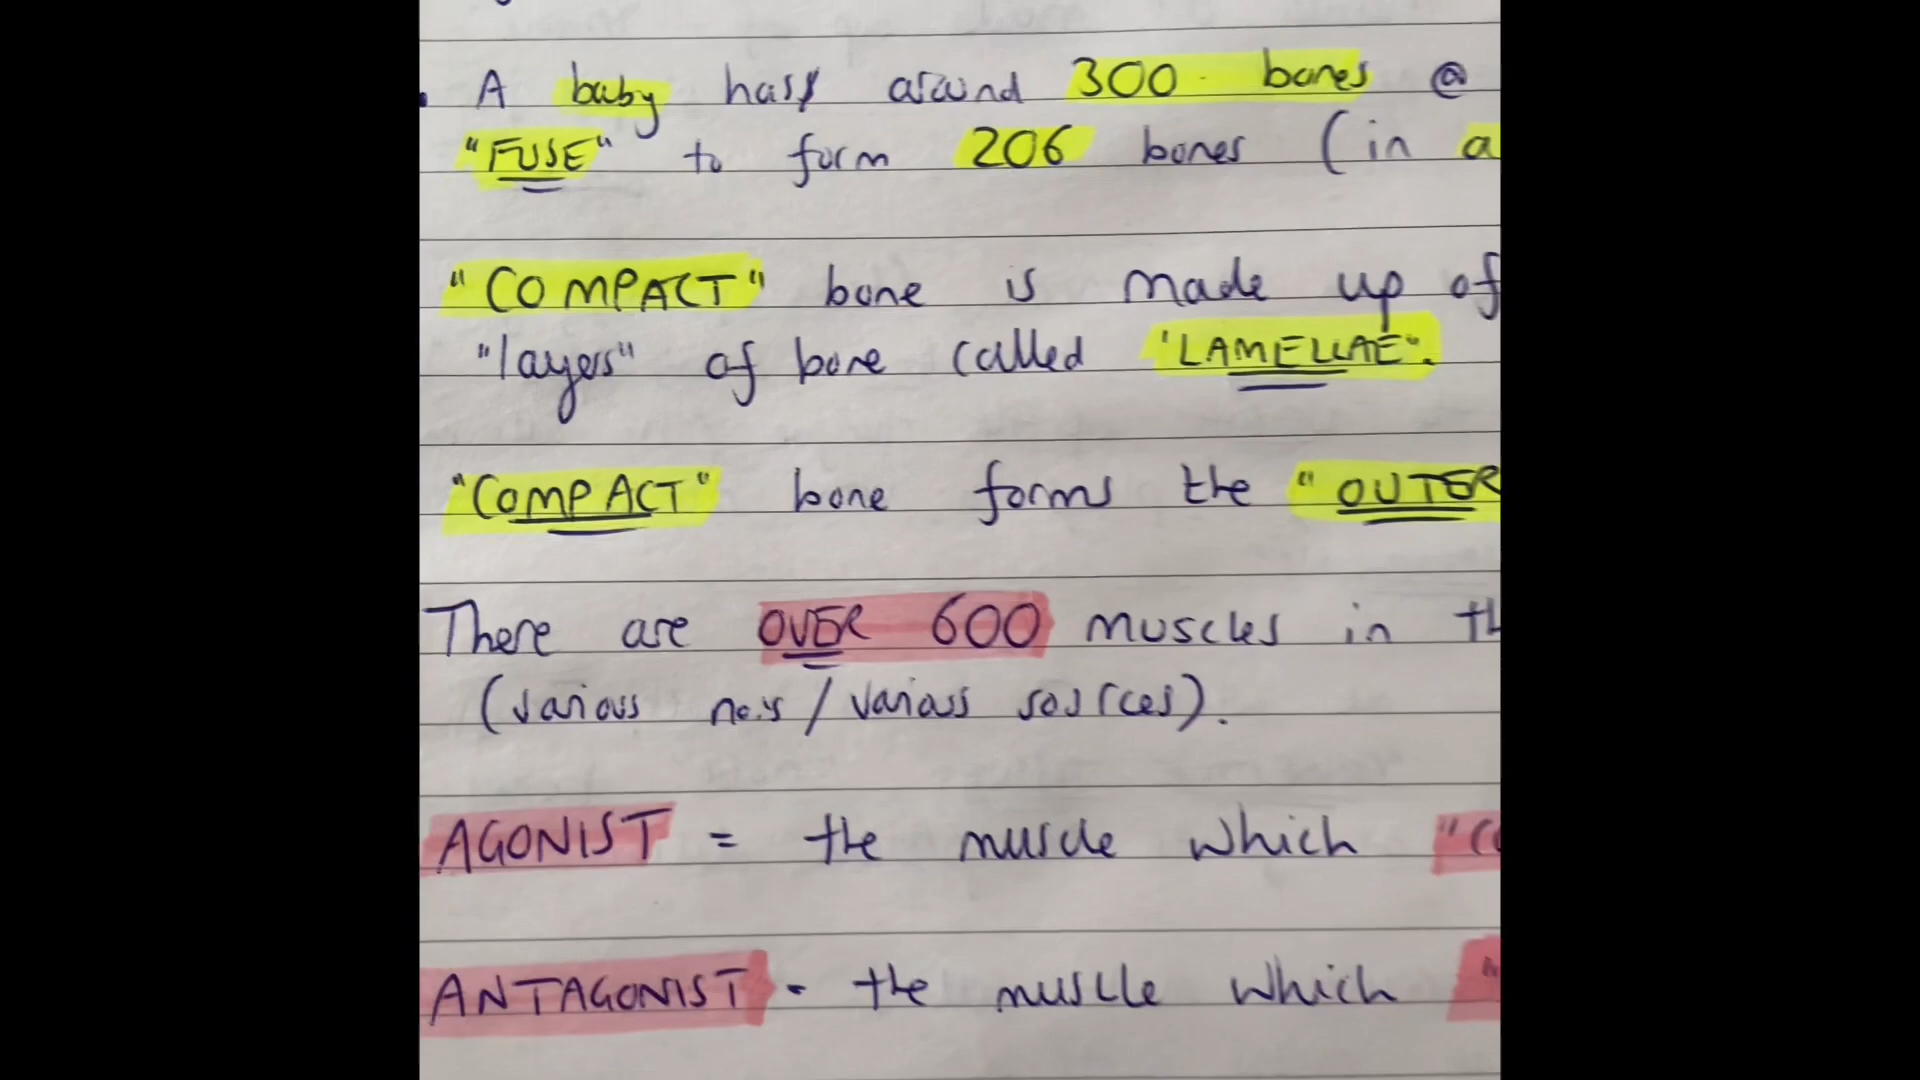 A baby has around 300 bones @
"FUSE" to form 206 bones (in a
"COMPACT" bone is made up of
"layers" of bone called "LAMELLAE".
"COMPACT" bone forms the "OUTER
There are OVER 600 muscles in th
(various no.s / various sources).
AGONIST = the muscle which "Co
ANTAGONIST = the muscle which "